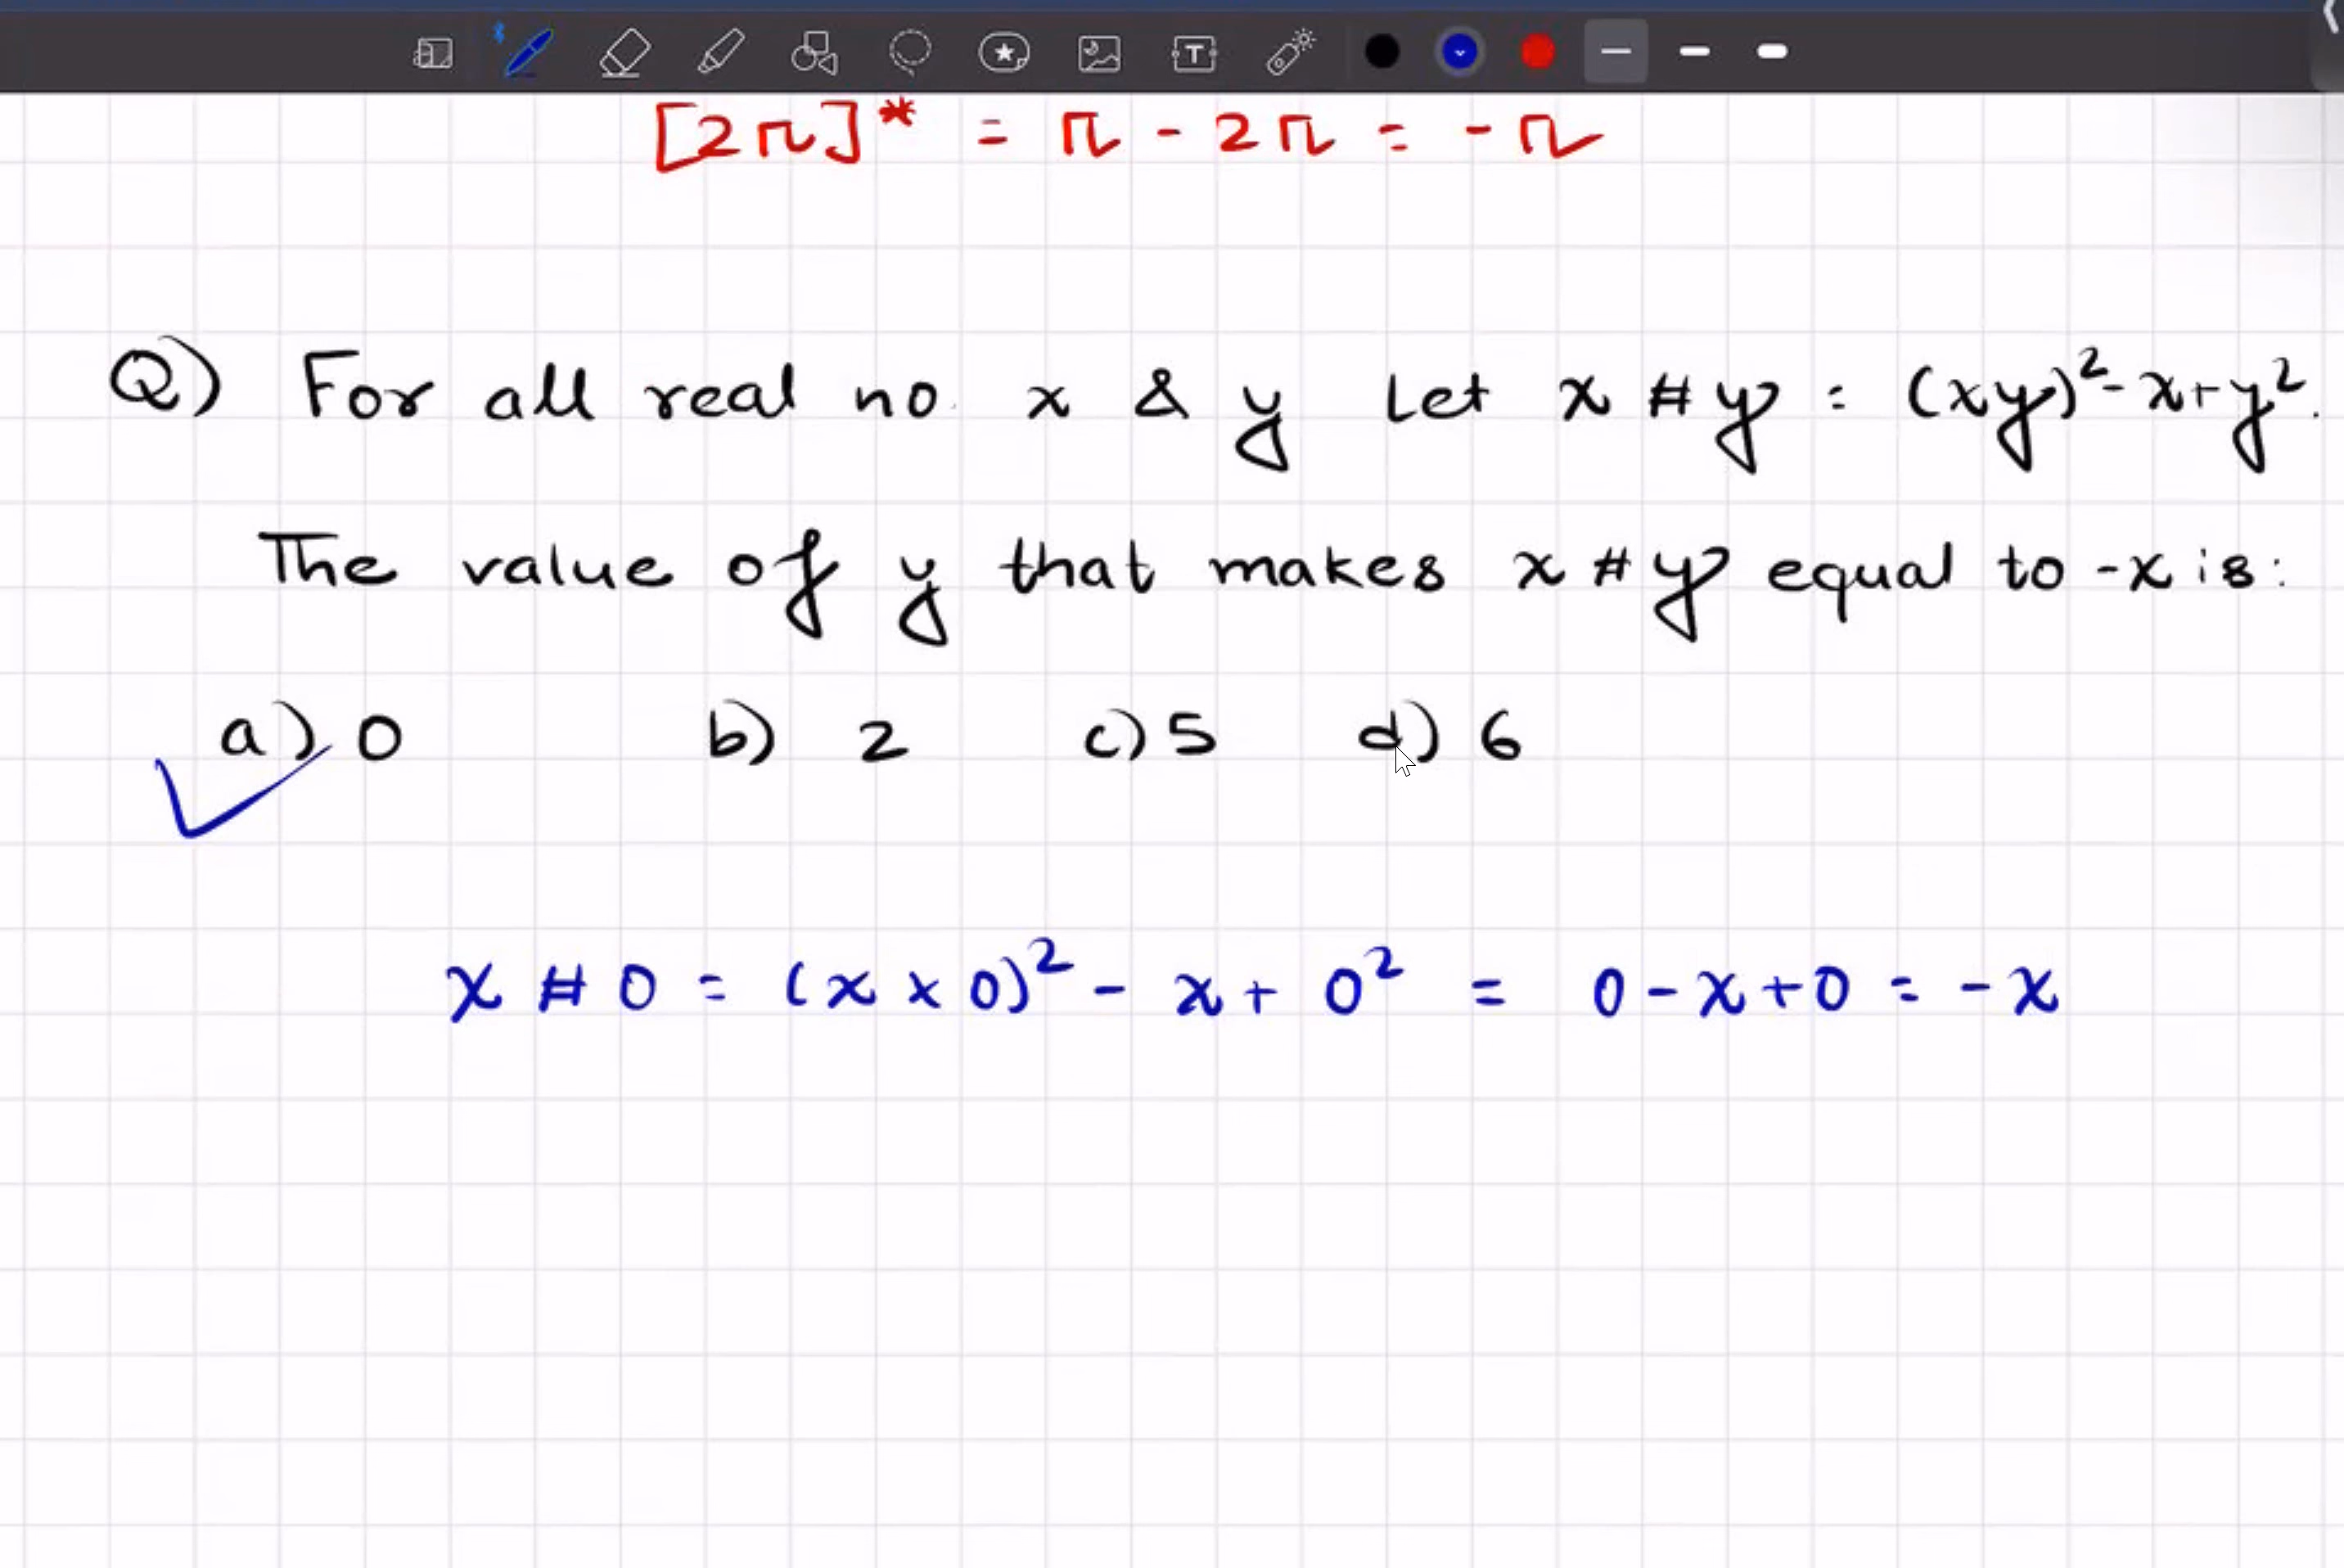 [2π]* = π - 2π = -π
Q) For all real no. x & y Let x # y = (xy)² - x + y².
The value of y that makes x # y equal to -x is:
a) 0 b) 2 c) 5 d) 6
x # 0 = (x × 0)² - x + 0² = 0 - x + 0 = -x